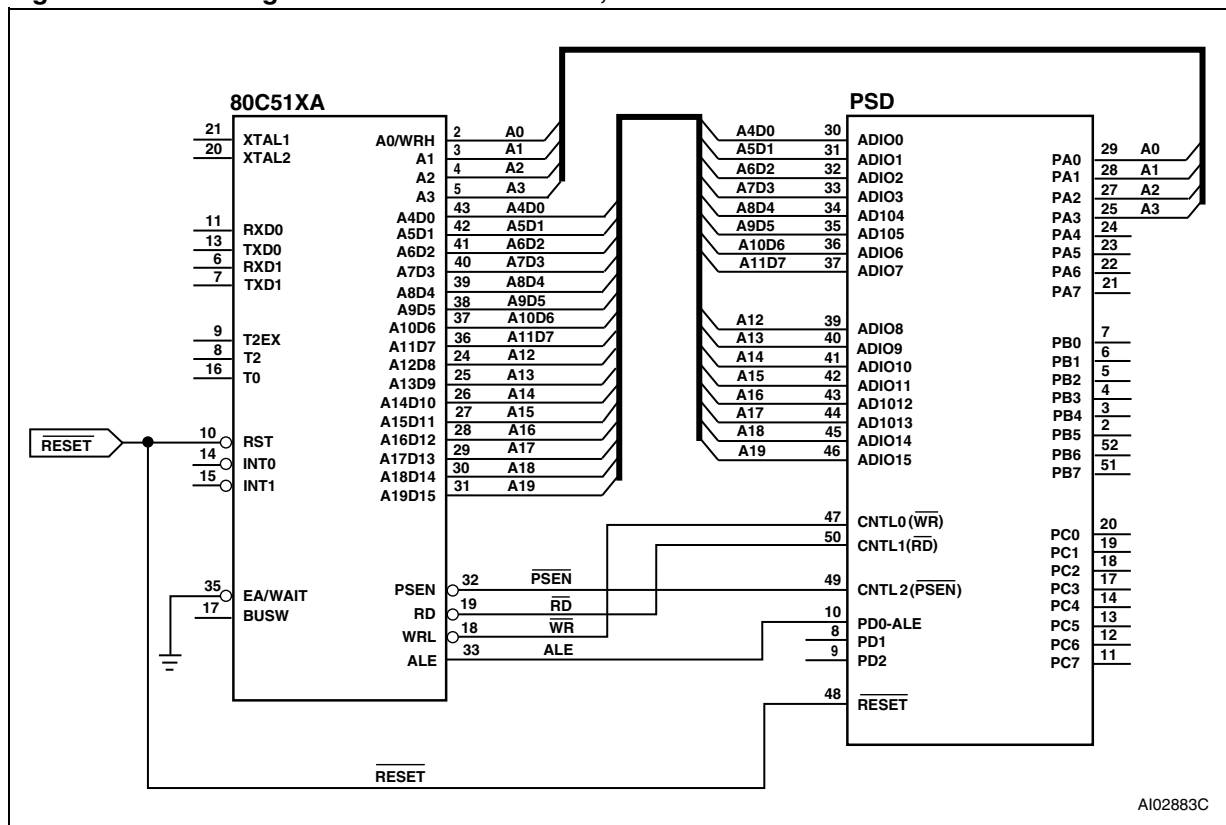 80C51XA
21 XTAL1
20 XTAL2
11 RXD0
13 TXD0
6 RXD1
7 TXD1
9 T2EX
8 T2
16 T0
RESET
10 RST
14 INT0
15 INT1
35 EA/WAIT
17 BUSW
A0/WRH 2 A0
A1 3 A1
A2 4 A2
A3 5 A3
A4D0 43 A4D0
A5D1 42 A5D1
A6D2 41 A6D2
A7D3 40 A7D3
A8D4 39 A8D4
A9D5 38 A9D5
A10D6 37 A10D6
A11D7 36 A11D7
A12D8 24 A12
A13D9 25 A13
A14D10 26 A14
A15D11 27 A15
A16D12 28 A16
A17D13 29 A17
A18D14 30 A18
A19D15 31 A19
PSEN 32 PSEN
RD 19 RD
WRL 18 WR
ALE 33 ALE
RESET
PSD
A4D0 30 ADIO0
A5D1 31 ADIO1
A6D2 32 ADIO2
A7D3 33 ADIO3
A8D4 34 AD104
A9D5 35 AD105
A10D6 36 ADIO6
A11D7 37 ADIO7
A12 39 ADIO8
A13 40 ADIO9
A14 41 ADIO10
A15 42 ADIO11
A16 43 AD1012
A17 44 AD1013
A18 45 ADIO14
A19 46 ADIO15
47 CNTL0(WR)
50 CNTL1(RD)
49 CNTL2(PSEN)
10 PD0-ALE
8 PD1
9 PD2
48 RESET
PA0 29 A0
PA1 28 A1
PA2 27 A2
PA3 25 A3
PA4 24
PA5 23
PA6 22
PA7 21
PB0 7
PB1 6
PB2 5
PB3 4
PB4 3
PB5 2
PB6 52
PB7 51
PC0 20
PC1 19
PC2 18
PC3 17
PC4 14
PC5 13
PC6 12
PC7 11
AI02883C